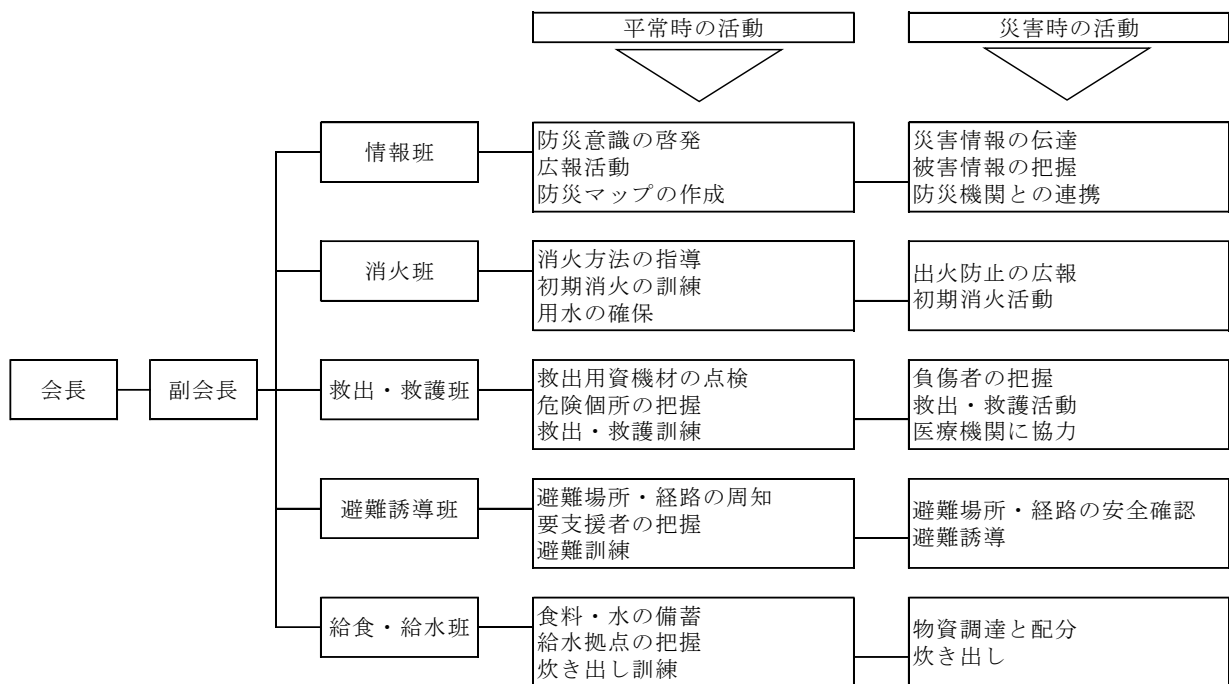 平常時の活動
災害時の活動
情報班
防災意識の啓発
広報活動
防災マップの作成
災害情報の伝達
被害情報の把握
防災機関との連携
消火班
消火方法の指導
初期消火の訓練
用水の確保
出火防止の広報
初期消火活動
会長
副会長
救出・救護班
救出用資機材の点検
危険個所の把握
救出・救護訓練
負傷者の把握
救出・救護活動
医療機関に協力
避難誘導班
避難場所・経路の周知
要支援者の把握
避難訓練
避難場所・経路の安全確認
避難誘導
給食・給水班
食料・水の備蓄
給水拠点の把握
炊き出し訓練
物資調達と配分
炊き出し